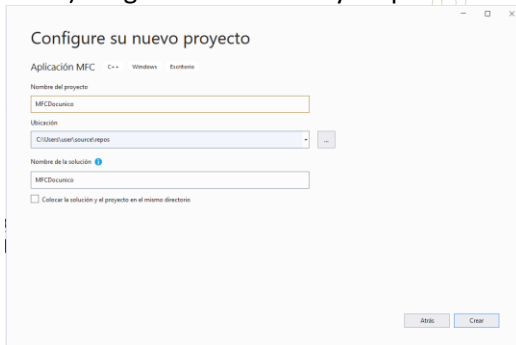 Configure su nuevo proyecto
Aplicación MFC C++ Windows Escritorio
Nombre del proyecto
MFCDocunico
Ubicación
C:\Users\user\source\repos
...
Nombre de la solución
MFCDocunico
Colocar la solución y el proyecto en el mismo directorio
Atrás Crear